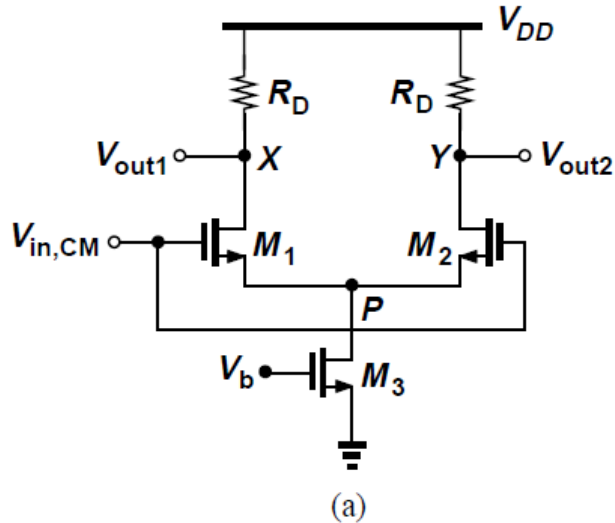 V_DD
R_D R_D
V_out1 X Y V_out2
V_in,CM M_1 M_2
P
V_b M_3
(a)